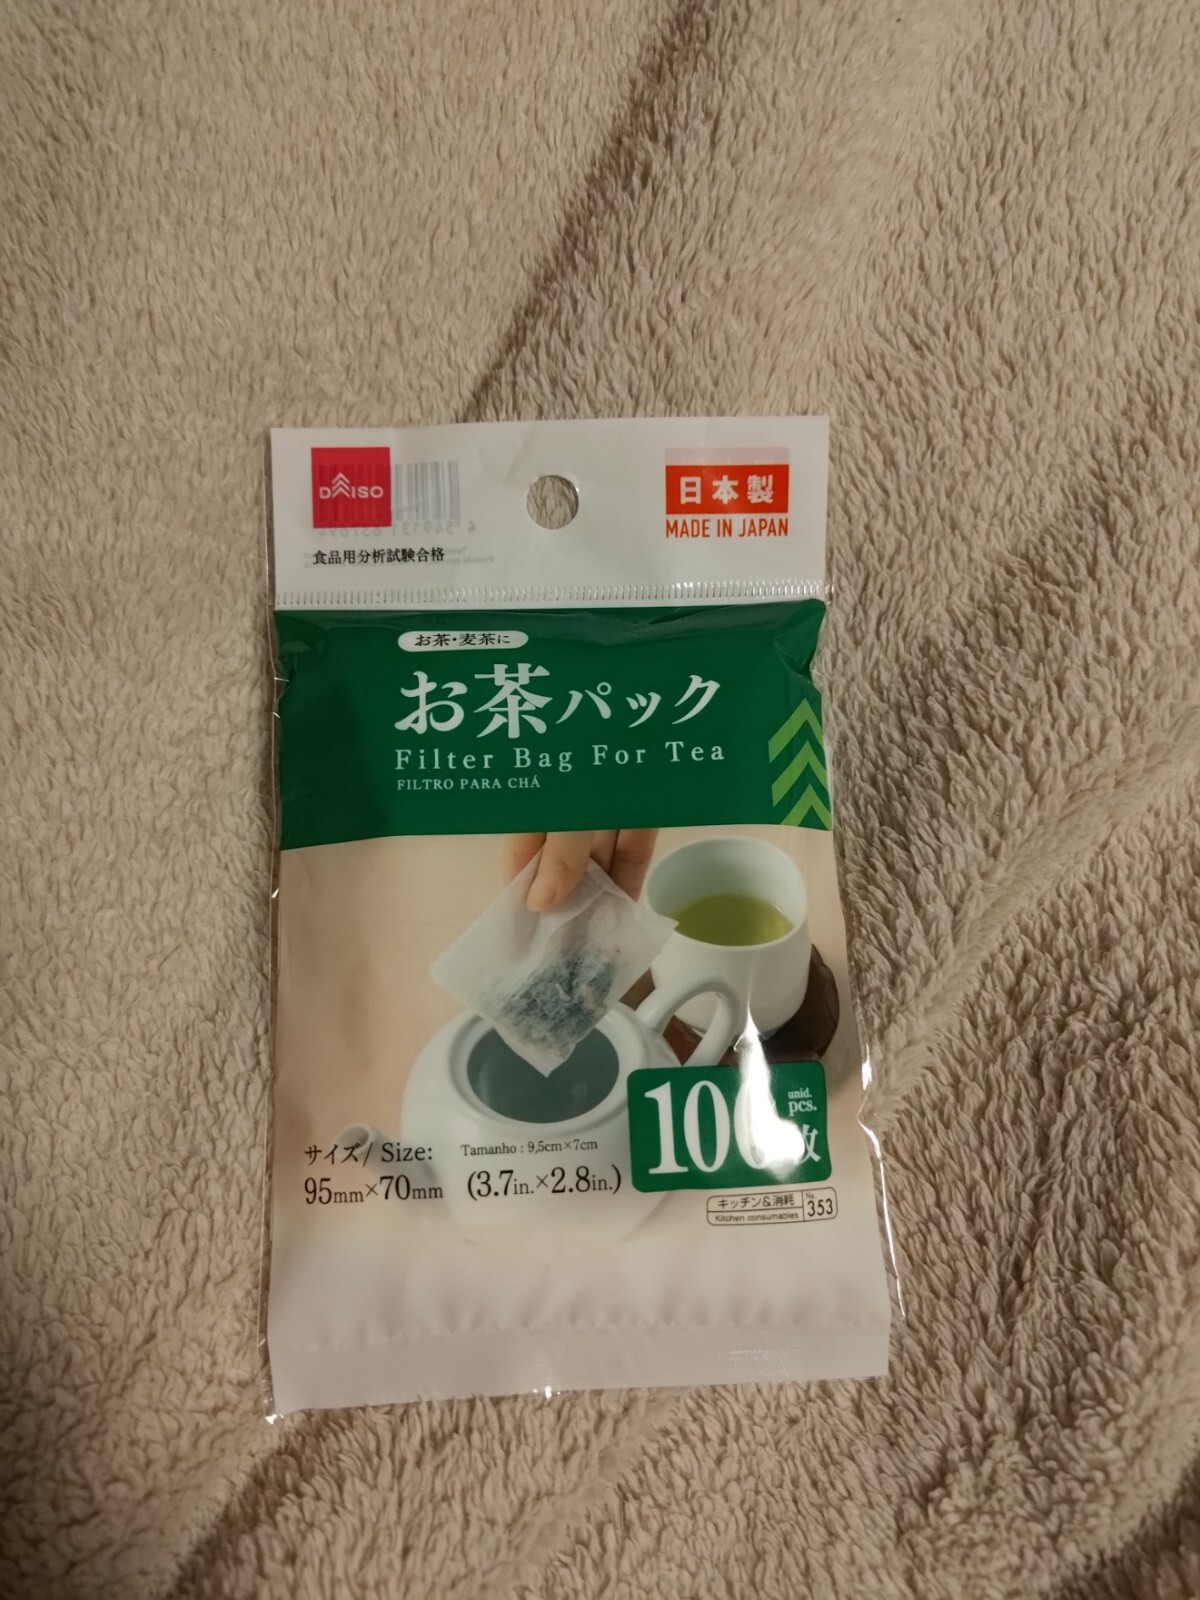 DAISO
日本製
MADE IN JAPAN
食品用分析試験合格
お茶・麦茶に
お茶パック
Filter Bag For Tea
FILTRO PARA CHÁ
100
unid.
pcs.
枚
サイズ/ Size:
95mm×70mm
Tamanho : 9,5cm×7cm
(3.7in.×2.8in.)
キッチン&消耗
Kitchen consumables
No.
353